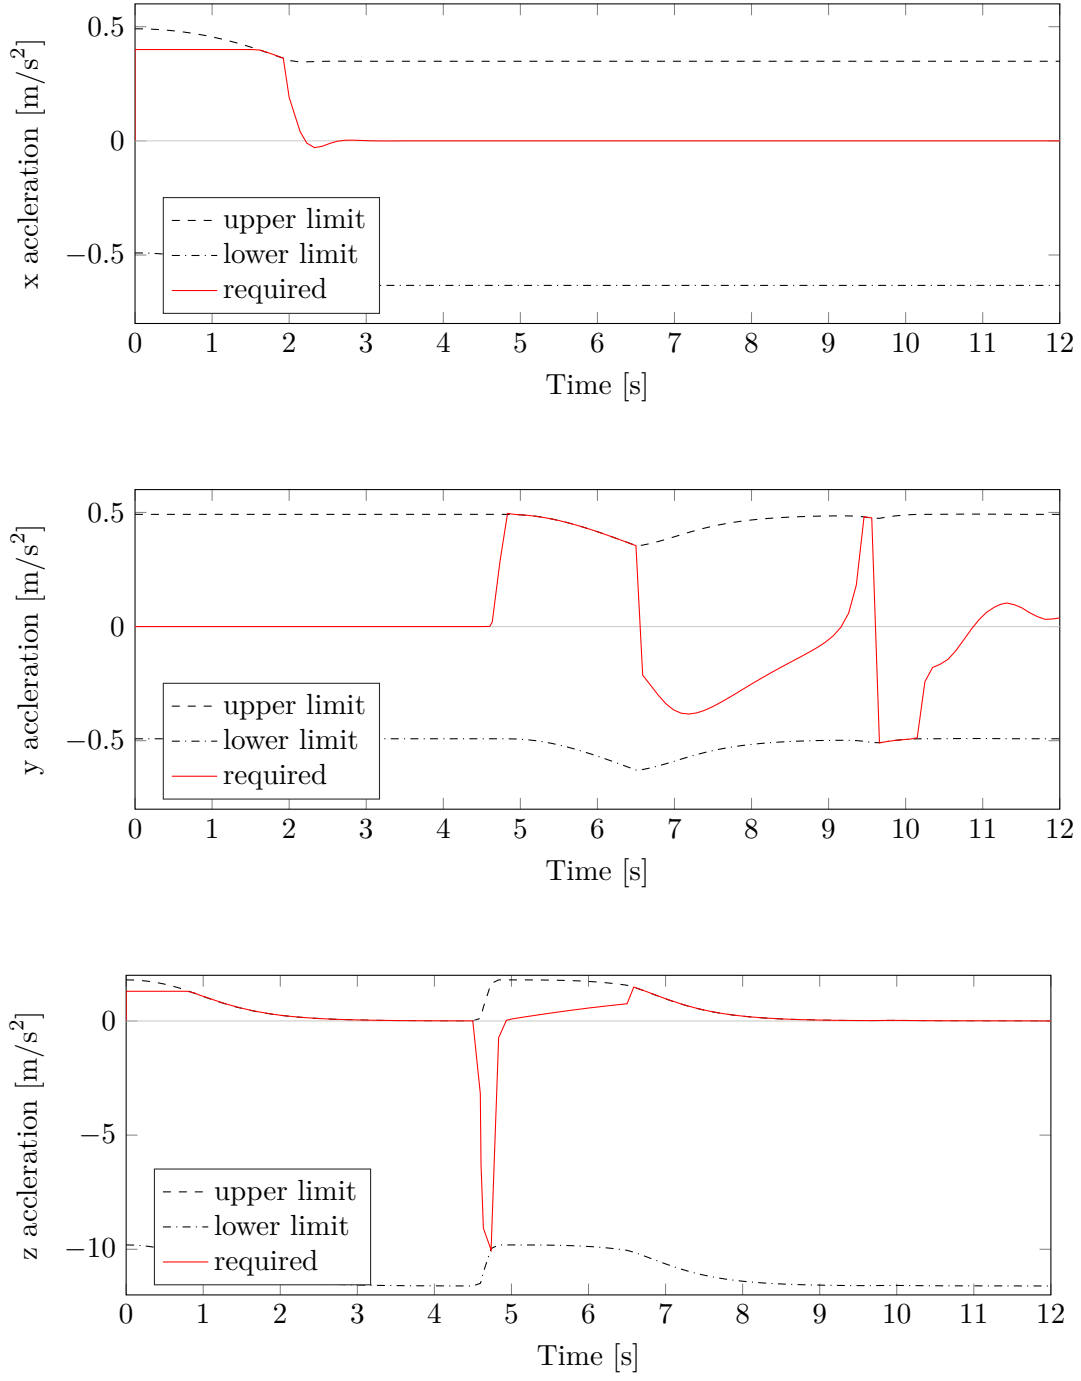 0.5
0
−0.5
x accleration [m/s2]
upper limit
lower limit
required
0 1 2 3 4 5 6 7 8 9 10 11 12
Time [s]
0.5
0
−0.5
y accleration [m/s2]
upper limit
lower limit
required
0 1 2 3 4 5 6 7 8 9 10 11 12
Time [s]
0
−5
−10
z accleration [m/s2]
upper limit
lower limit
required
0 1 2 3 4 5 6 7 8 9 10 11 12
Time [s]